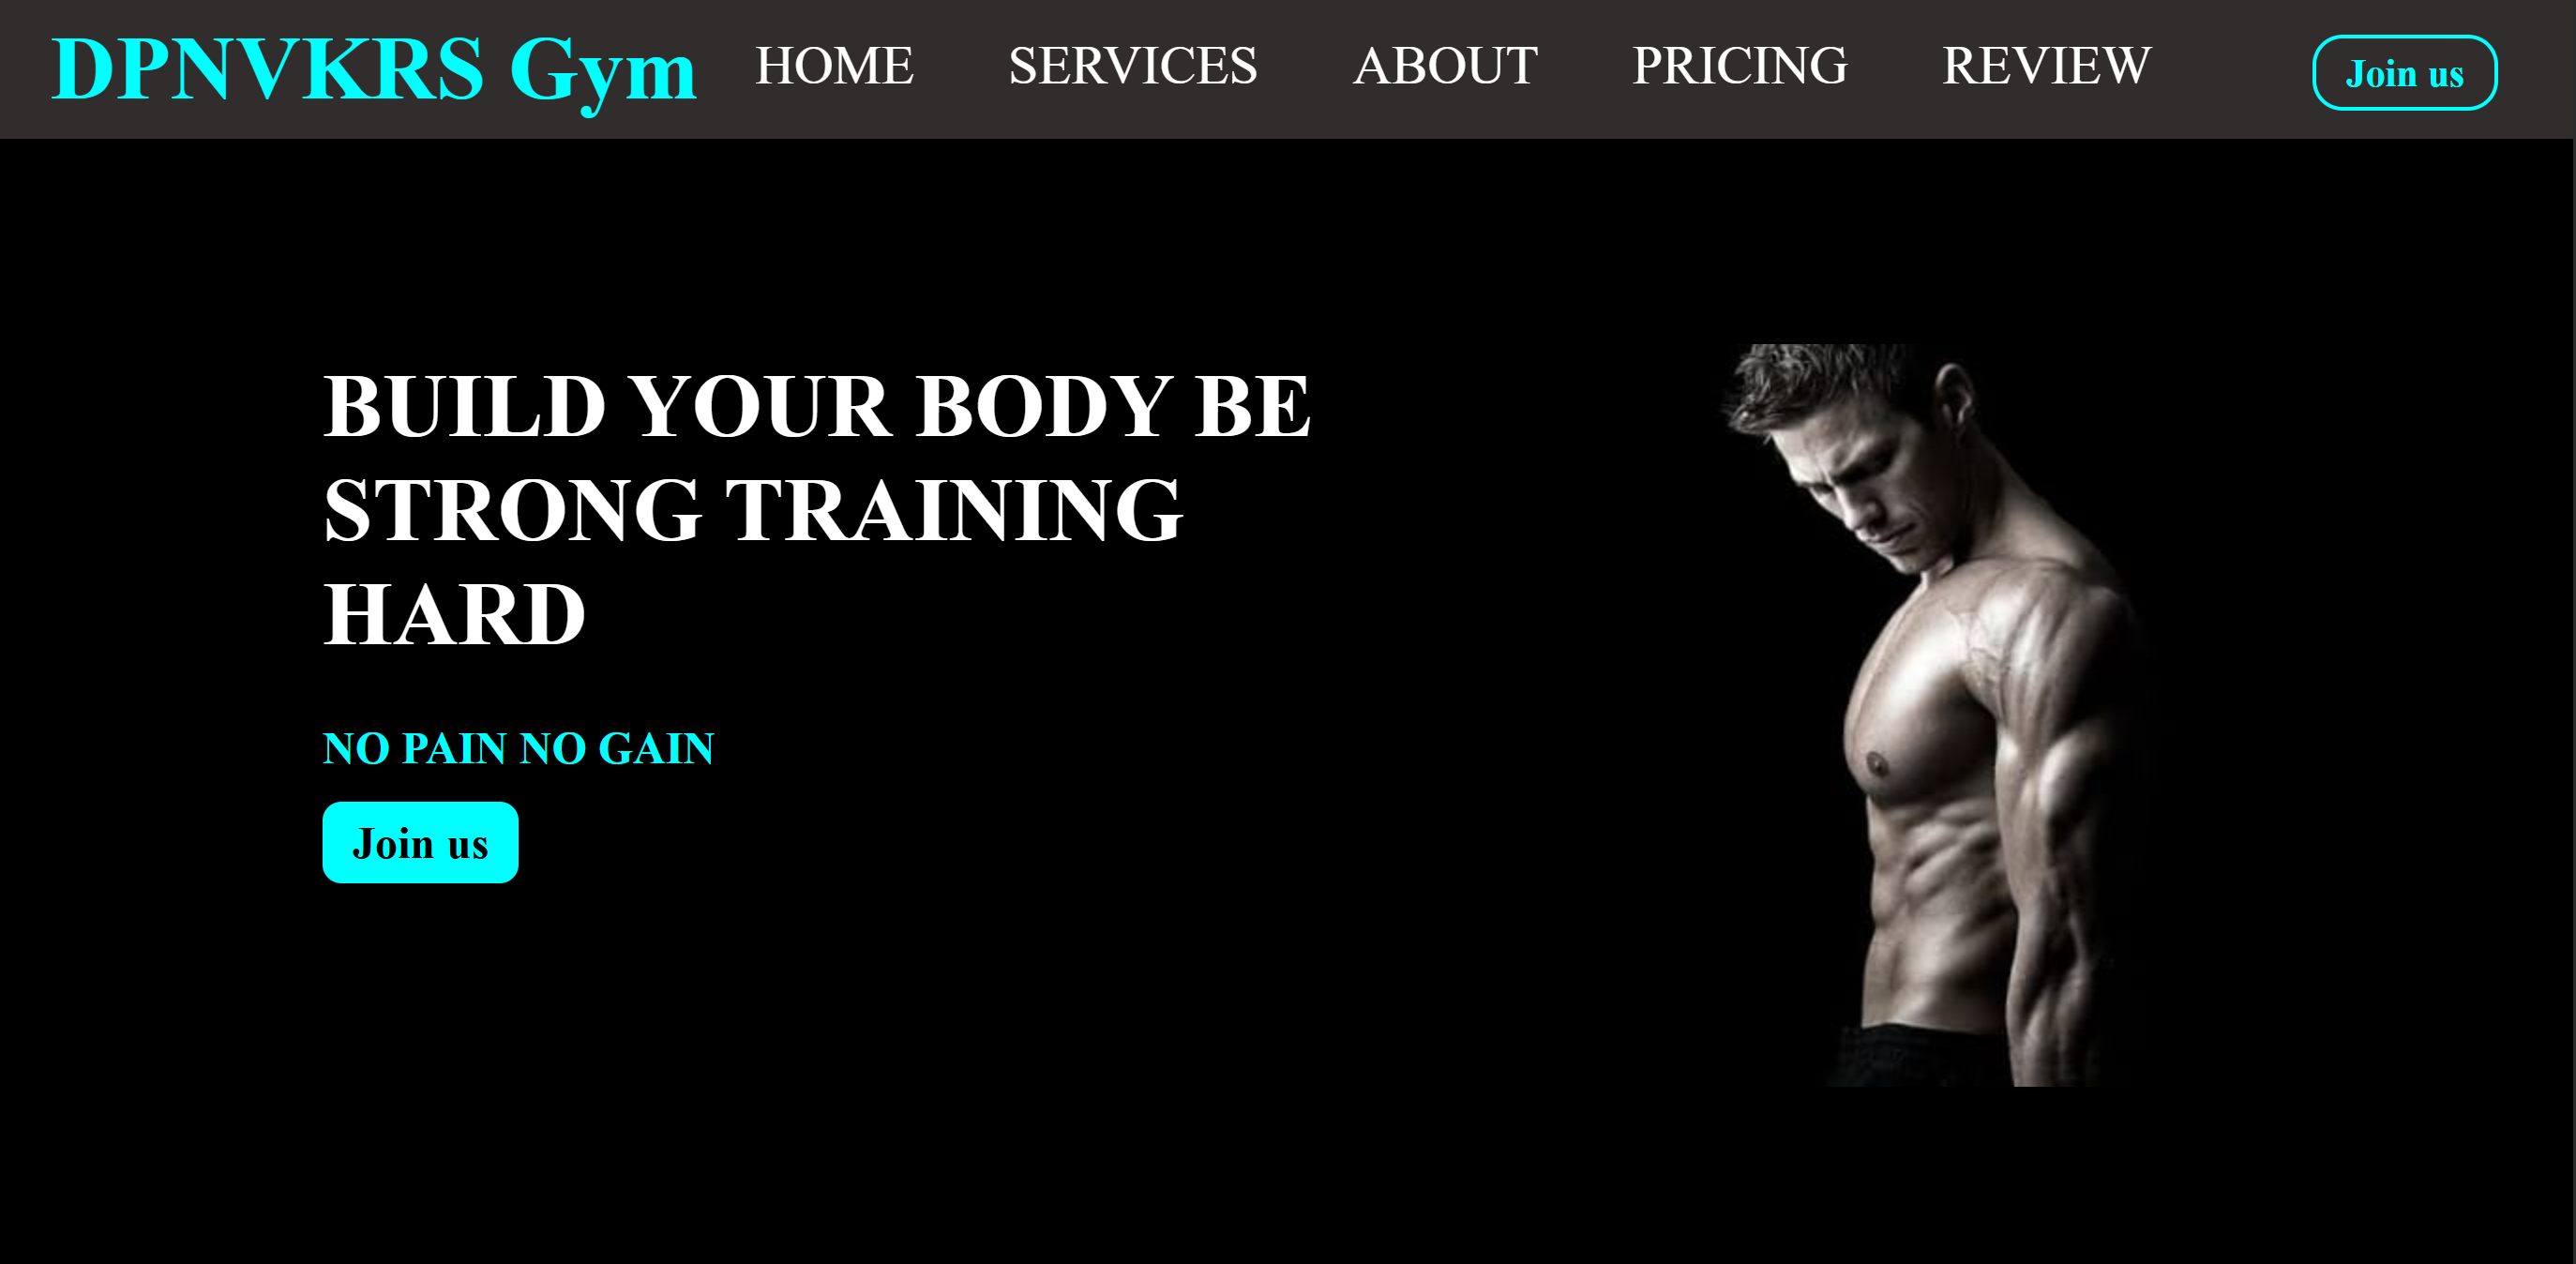 DPNVKRS Gym HOME SERVICES ABOUT PRICING REVIEW Join us
BUILD YOUR BODY BE
STRONG TRAINING
HARD
NO PAIN NO GAIN
Join us